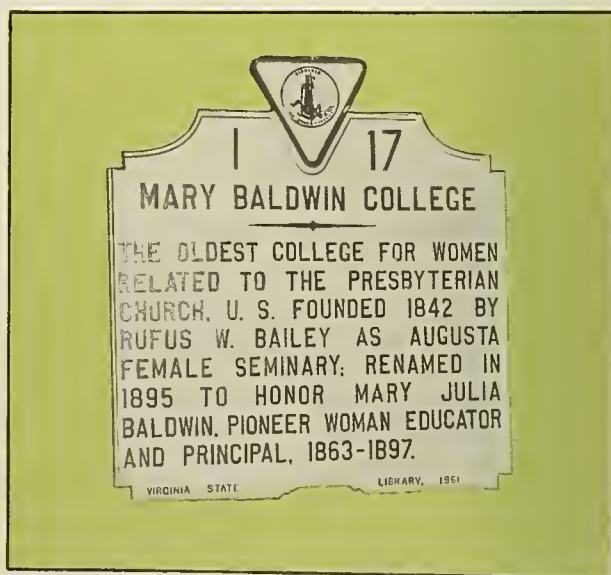 VIRGINIA
I 17
MARY BALDWIN COLLEGE
THE OLDEST COLLEGE FOR WOMEN
RELATED TO THE PRESBYTERIAN
CHURCH, U. S. FOUNDED 1842 BY
RUFUS W. BAILEY AS AUGUSTA
FEMALE SEMINARY; RENAMED IN
1895 TO HONOR MARY JULIA
BALDWIN, PIONEER WOMAN EDUCATOR
AND PRINCIPAL, 1863-1897.
VIRGINIA STATE LIBRARY, 1961